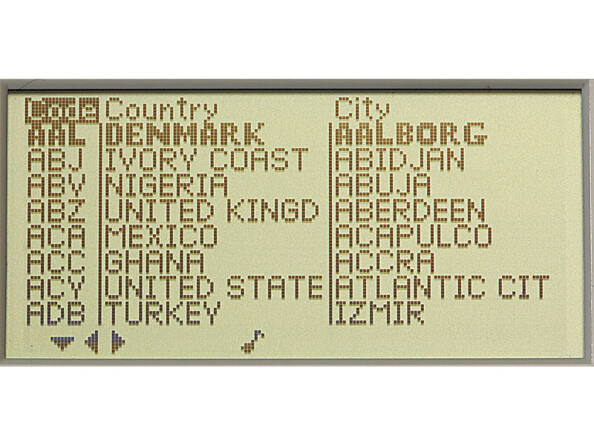 Code Country City
AAL DENMARK AALBORG
ABJ IVORY COAST ABIDJAN
ABV NIGERIA ABUJA
ABZ UNITED KINGD ABERDEEN
ACA MEXICO ACAPULCO
ACC GHANA ACCRA
ACY UNITED STATE ATLANTIC CIT
ADB TURKEY IZMIR